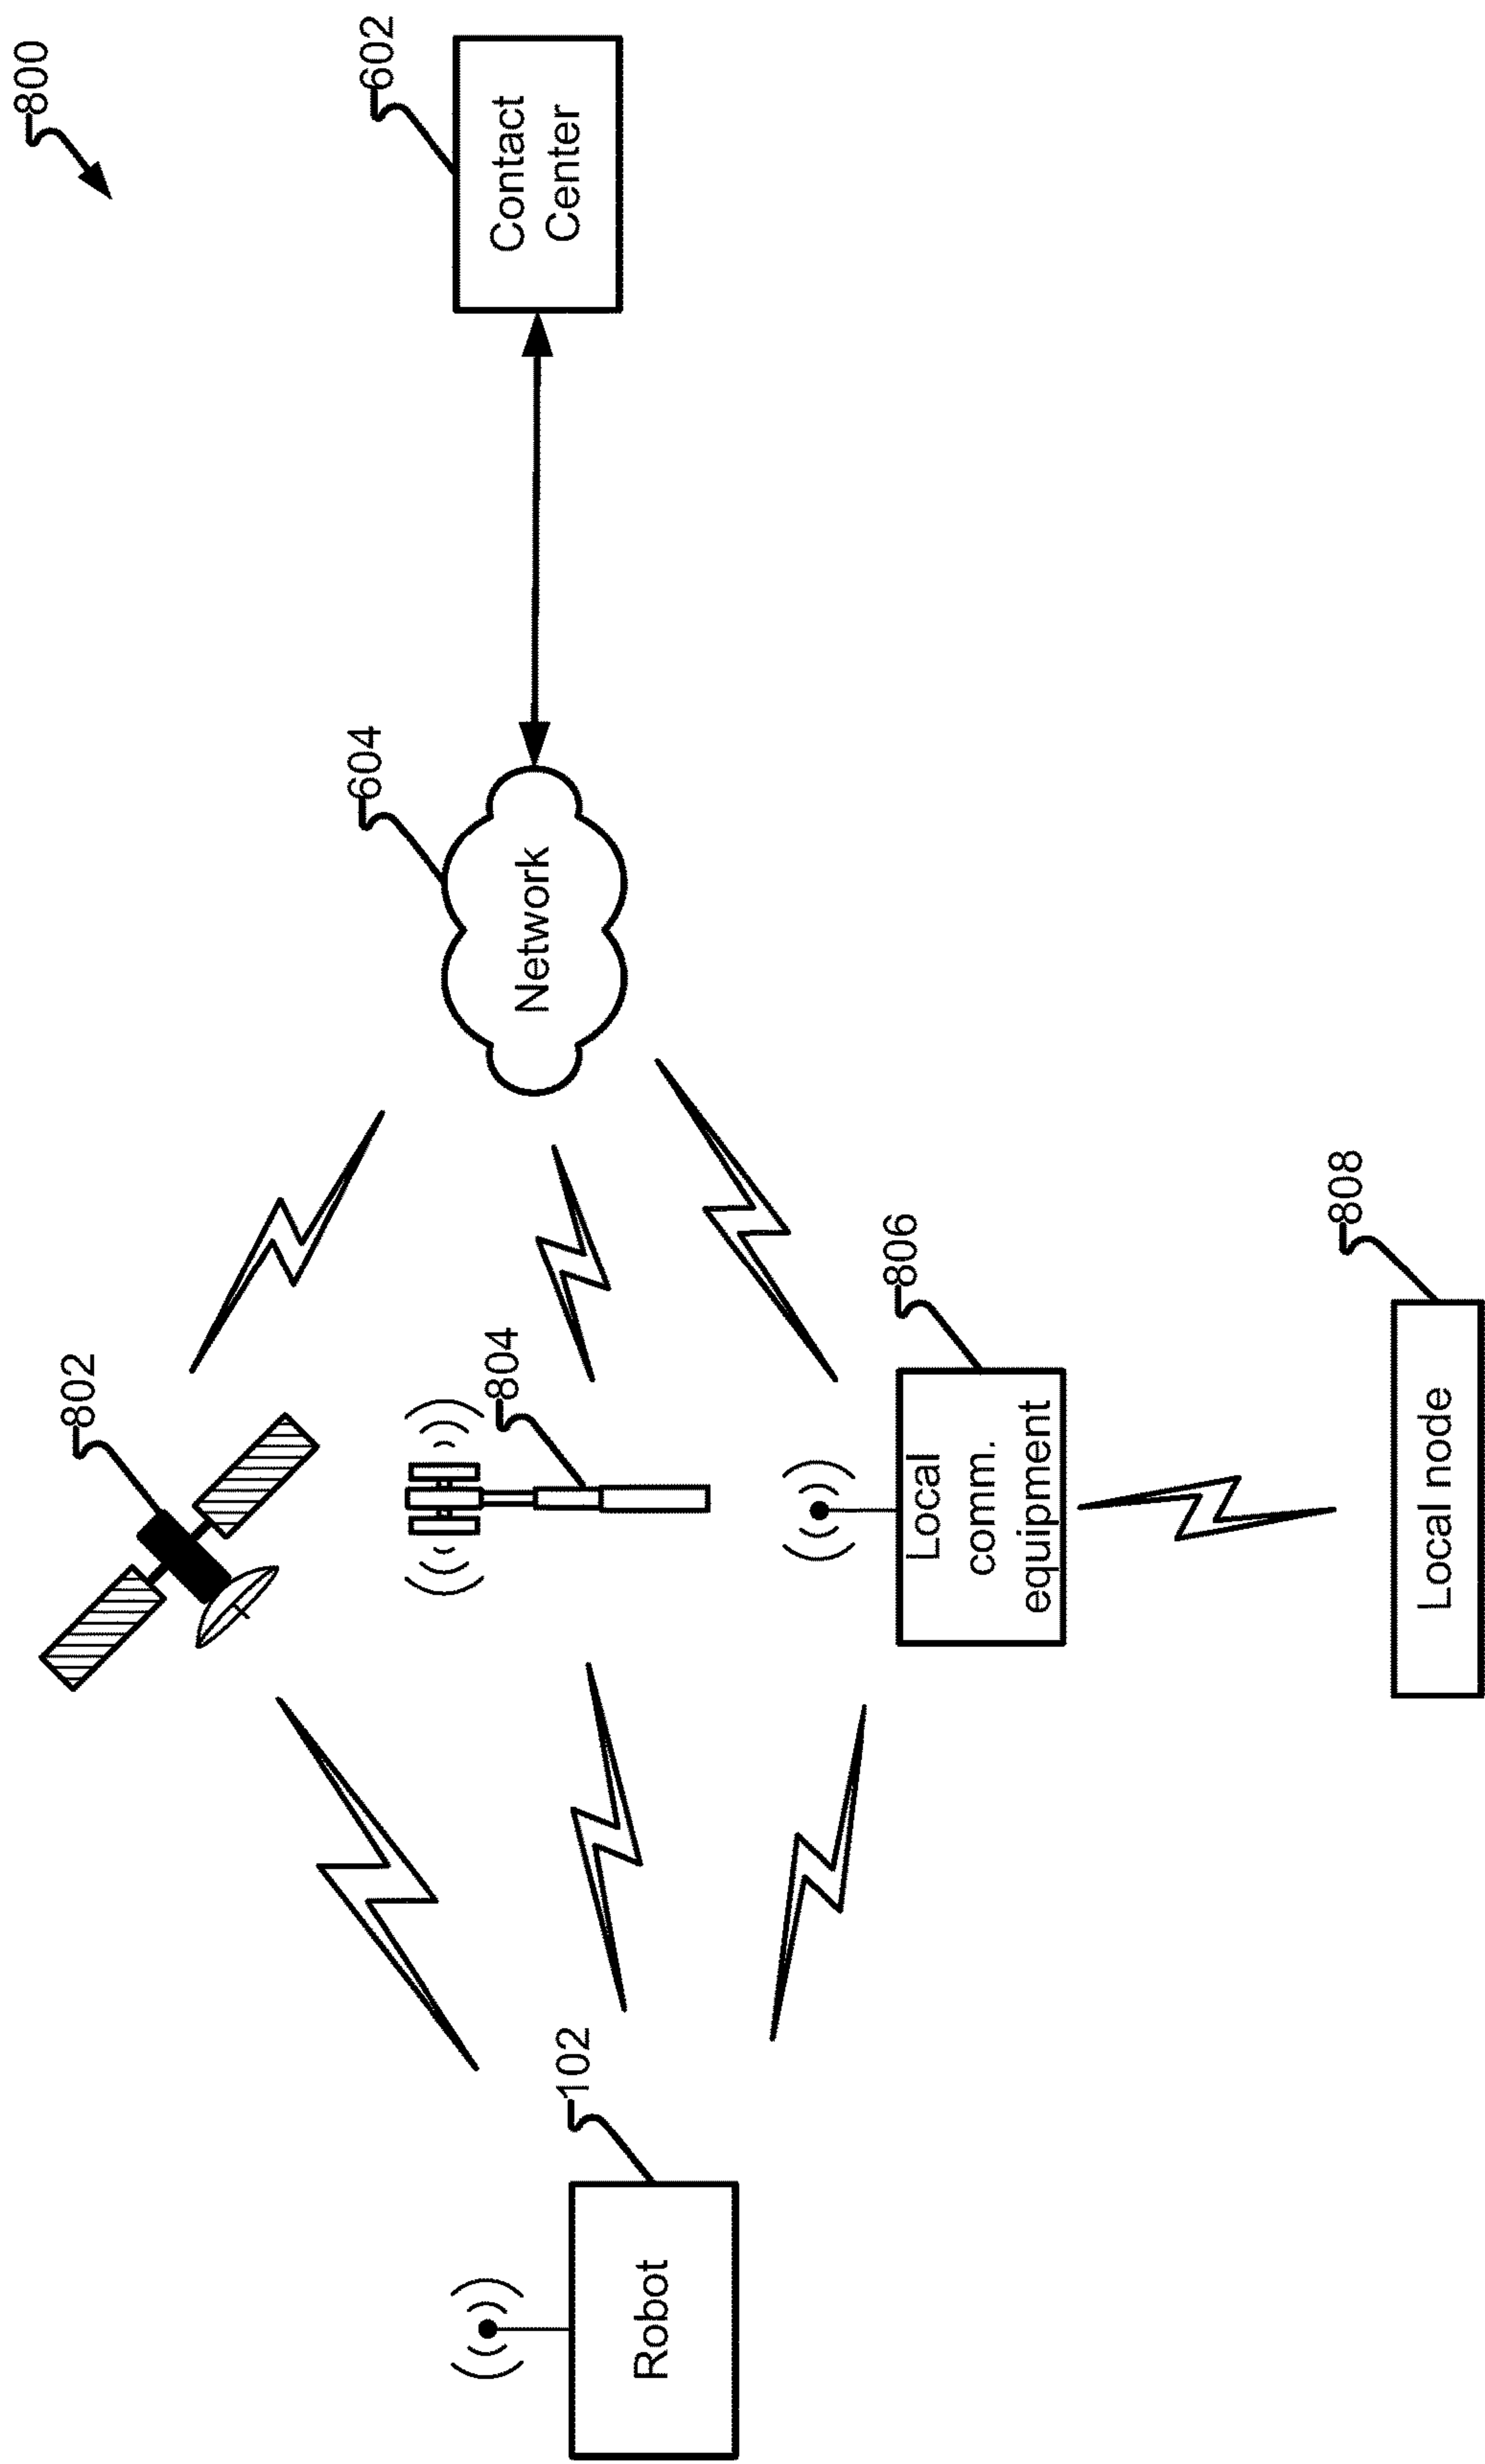 800
802
604
602
Contact
Center
Network
804
102
Robot
806
Local
comm.
equipment
808
Local node